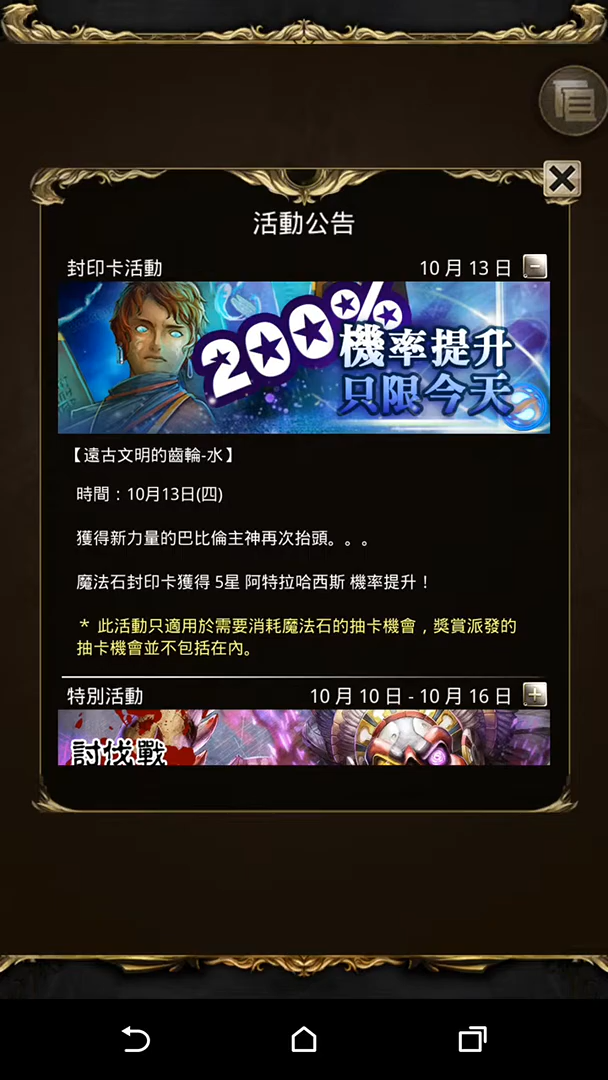 活動公告
封印卡活動 10 月 13 日
200%
機率提升
只限今天
【遠古文明的齒輪-水】
時間：10月13日(四)
獲得新力量的巴比倫主神再次抬頭。。。
魔法石封印卡獲得 5星 阿特拉哈西斯 機率提升！
＊ 此活動只適用於需要消耗魔法石的抽卡機會，獎賞派發的
抽卡機會並不包括在內。
特別活動 10 月 10 日 - 10 月 16 日
討伐戰